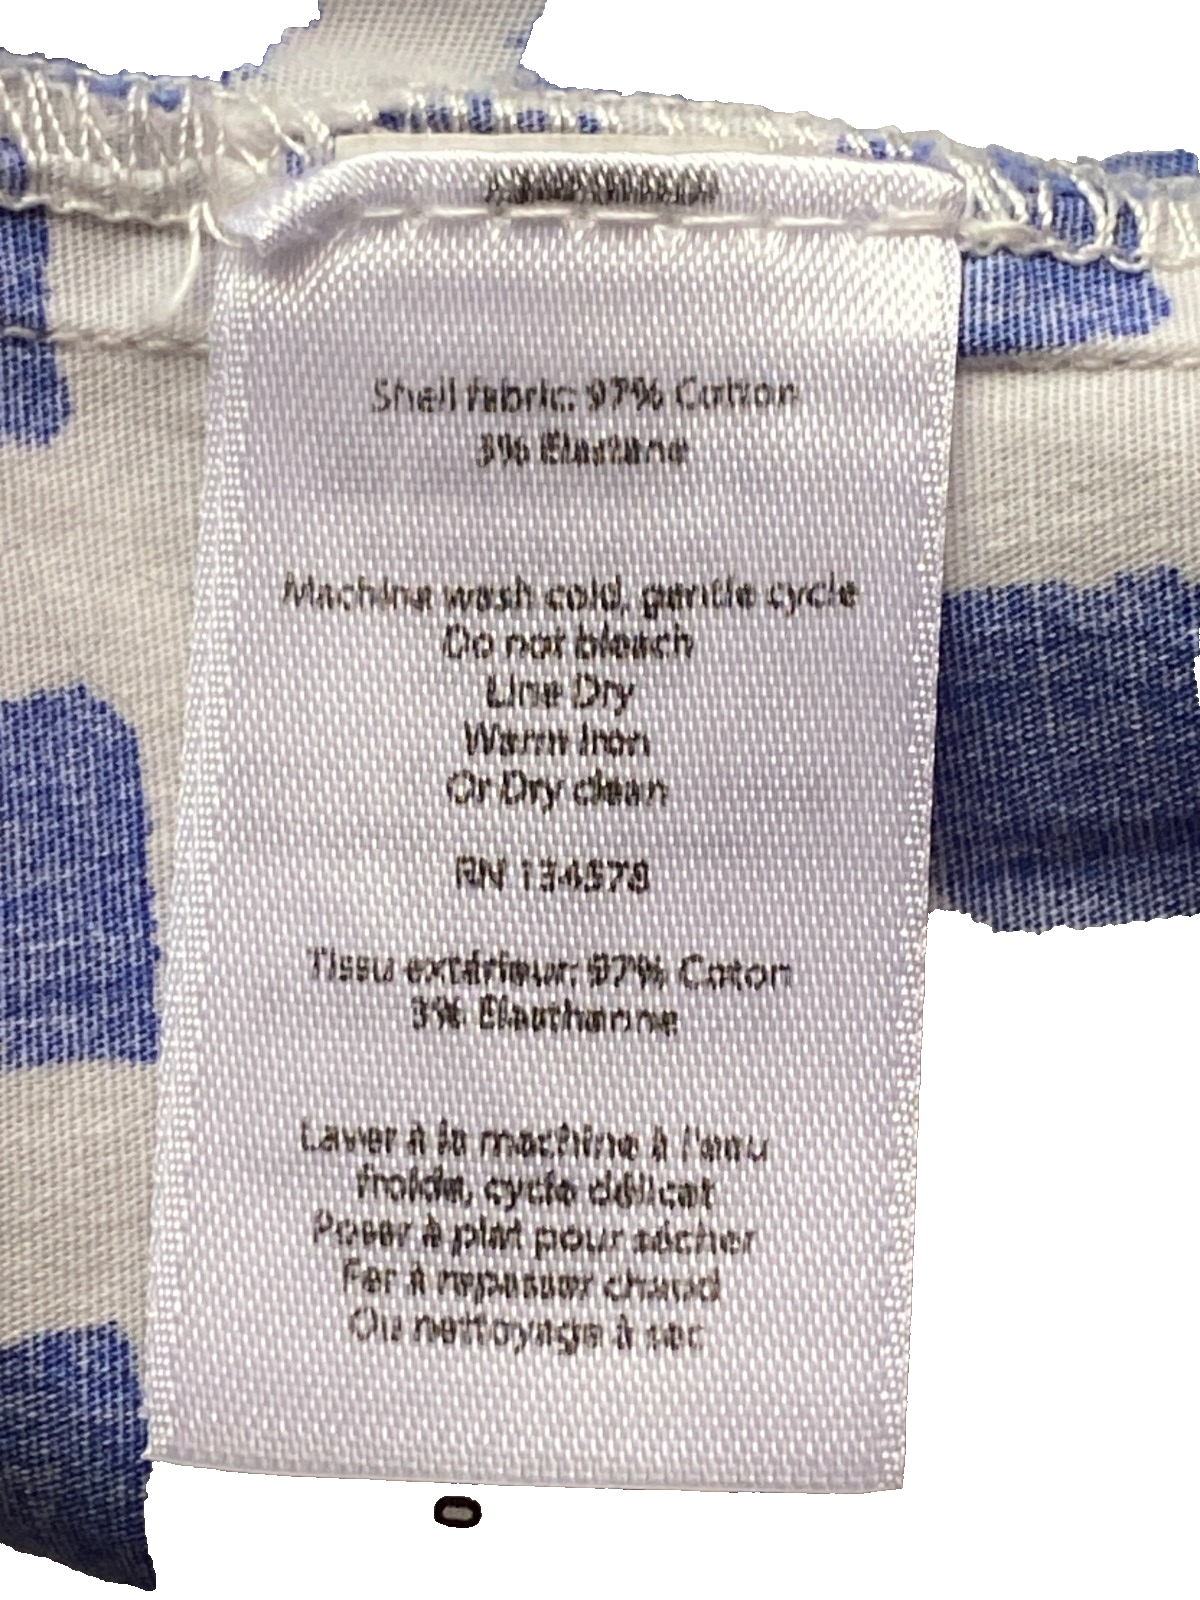 Shell fabric: 97% Cotton
3% Elastane
Machine wash cold, gentle cycle
Do not bleach
Line Dry
Warm Iron
Or Dry clean
RN 134578
Tissu extérieur: 97% Coton
3% Elasthanne
Laver à la machine à l'eau
froide, cycle délicat
Poser à plat pour sécher
Fer à repasser chaud
Ou nettoyage à sec
0